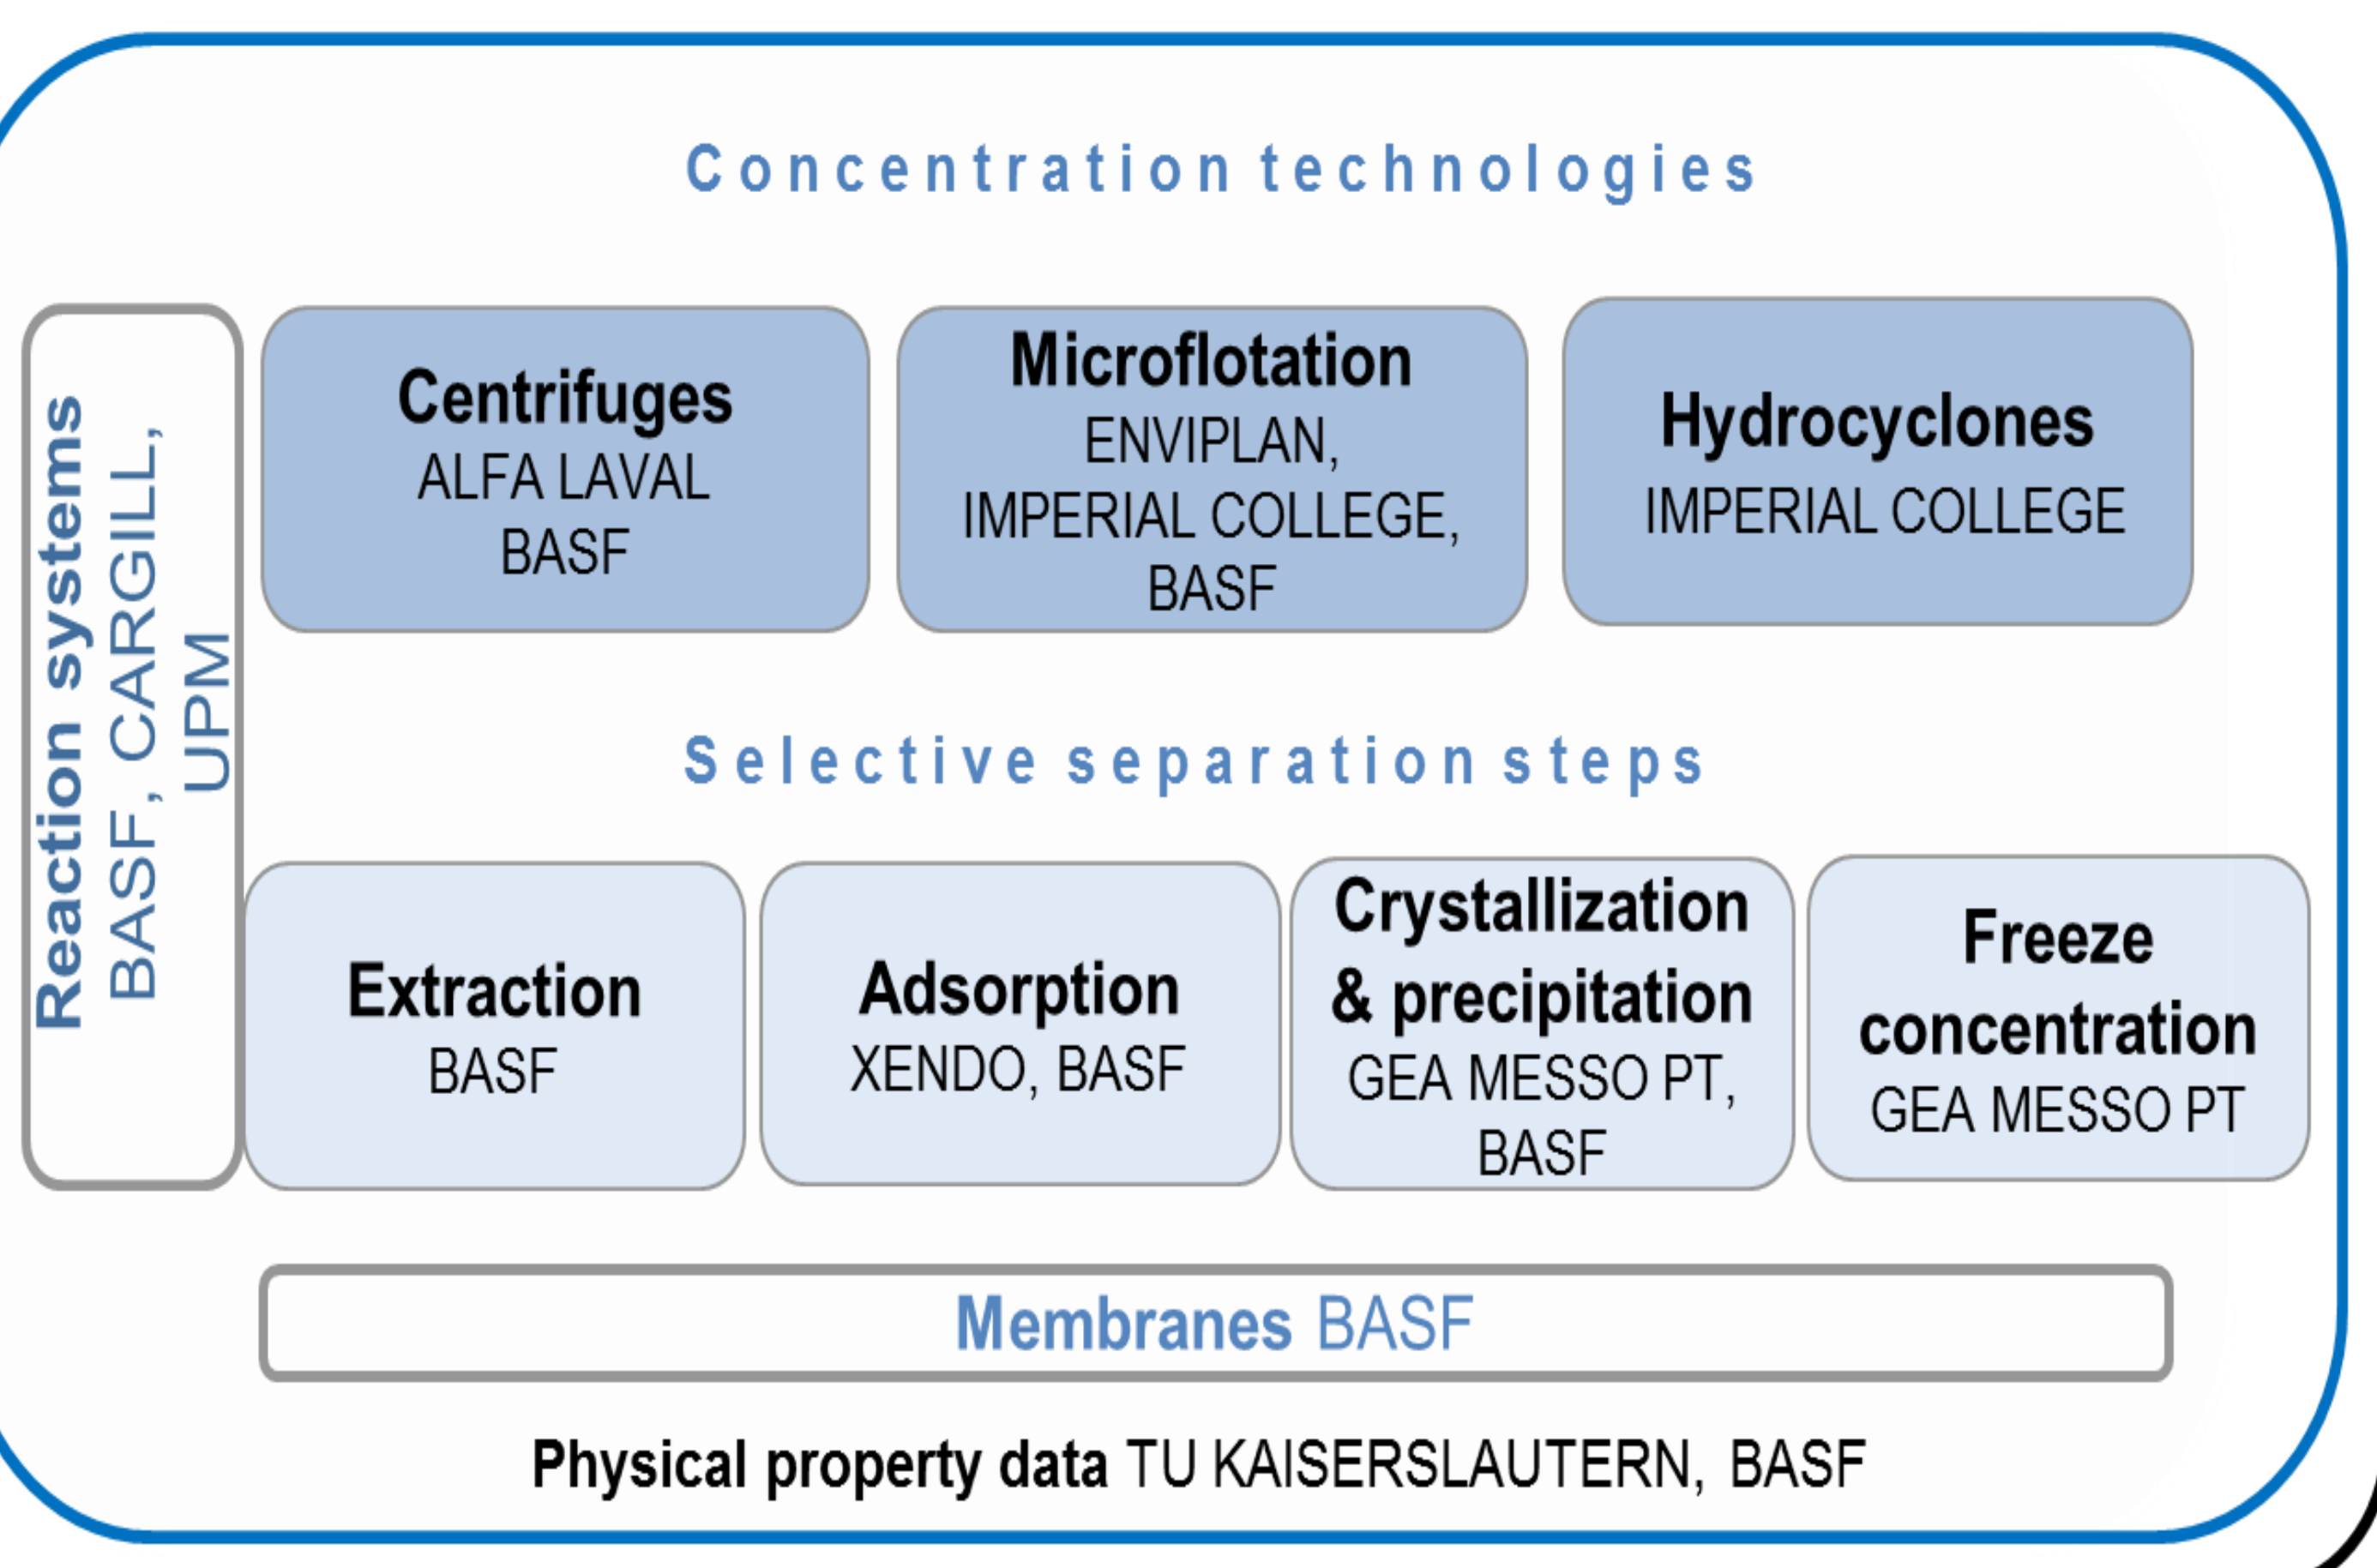 Concentration technologies
Reaction systems
BASF, CARGILL,
UPM
Centrifuges
ALFA LAVAL
BASF
Microflotation
ENVIPLAN,
IMPERIAL COLLEGE,
BASF
Hydrocyclones
IMPERIAL COLLEGE
Selective separation steps
Extraction
BASF
Adsorption
XENDO, BASF
Crystallization
& precipitation
GEA MESSO PT,
BASF
Freeze
concentration
GEA MESSO PT
Membranes BASF
Physical property data TU KAISERSLAUTERN, BASF